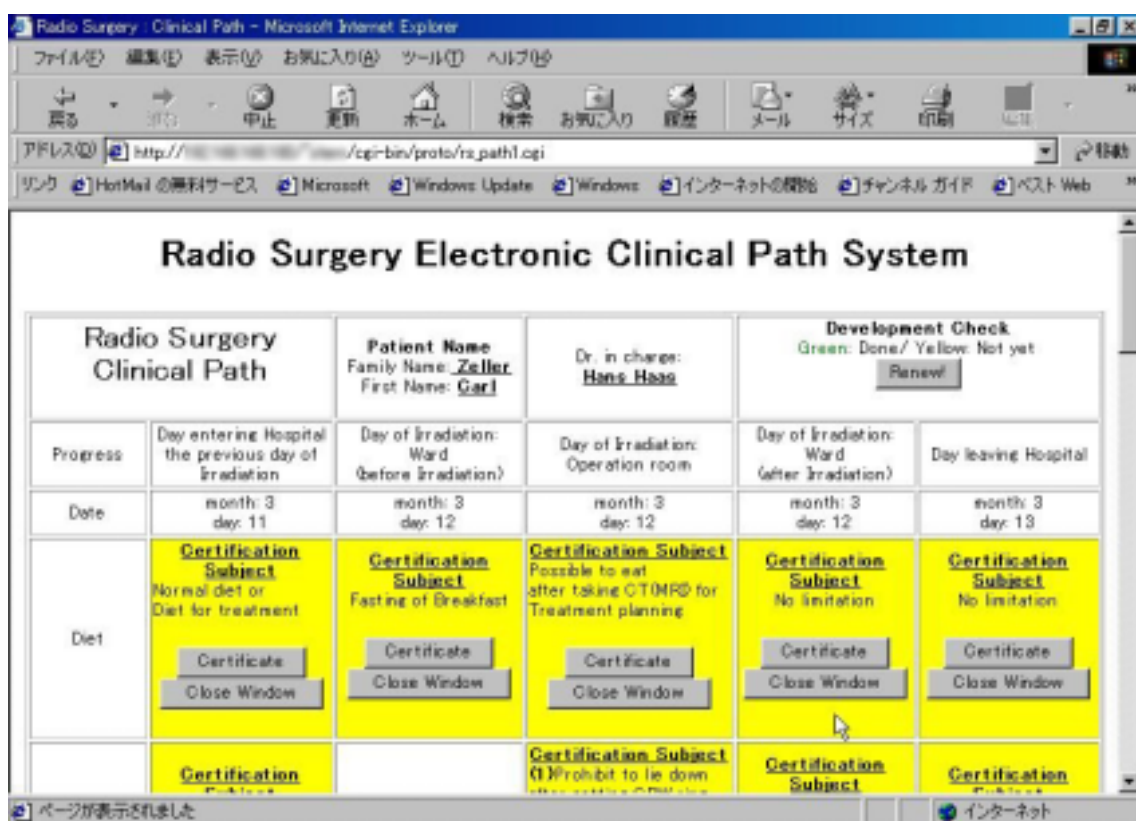 Radio Surgery : Clinical Path - Microsoft Internet Explorer
ファイル(F) 編集(E) 表示(V) お気に入り(A) ツール(T) ヘルプ(H)
戻る 中止 更新 ホーム 検索 お気に入り 履歴 メール サイズ 印刷
アドレス(D) http:// /cgi-bin/proto/rs_path1.cgi 移動
リンク HotMail の無料サービス Microsoft Windows Update Windows インターネットの開始 チャンネル ガイド ベスト Web
Radio Surgery Electronic Clinical Path System
Radio Surgery
Clinical Path
Patient Name
Family Name: Zeller
First Name: Carl
Dr. in charge:
Hans Haas
Development Check
Green: Done/ Yellow: Not yet
Renew!
Progress
Day entering Hospital
the previous day of
Irradiation
Day of Irradiation:
Ward
(before Irradiation)
Day of Irradiation:
Operation room
Day of Irradiation:
Ward
(after Irradiation)
Day leaving Hospital
Date
month: 3
day: 11
month: 3
day: 12
month: 3
day: 12
month: 3
day: 12
month: 3
day: 13
Diet
Certification
Subject
Normal diet or
Diet for treatment
Certificate
Close Window
Certification
Subject
Fasting of Breakfast
Certificate
Close Window
Certification Subject
Possible to eat
after taking CT(MRI) for
Treatment planning
Certificate
Close Window
Certification
Subject
No limitation
Certificate
Close Window
Certification
Subject
No limitation
Certificate
Close Window
Certification
Certification Subject
(1)Prohibit to lie down
Certification
Subject
Certification
ページが表示されました インターネット